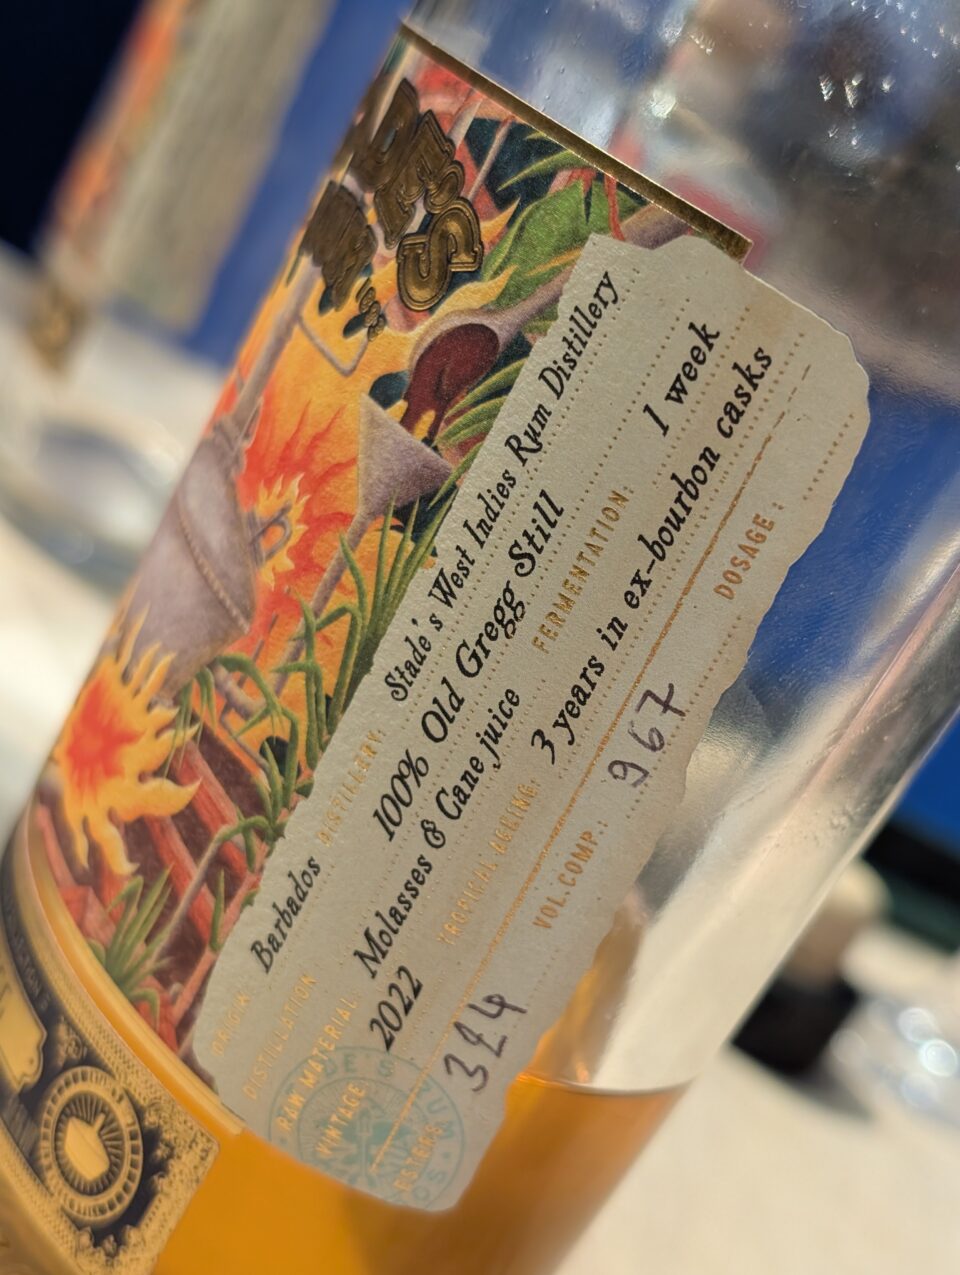 ORIGIN: Barbados DISTILLERY: Stade's West Indies Rum Distillery
DISTILLATION 100% Old Gregg Still
RAW MATERIAL: Molasses & Cane juice FERMENTATION: 1 week
VINTAGE: 2022 TROPICAL AGEING: 3 years in ex-bourbon casks
ESTERS: 324 VOL.COMP.: 967 DOSAGE: